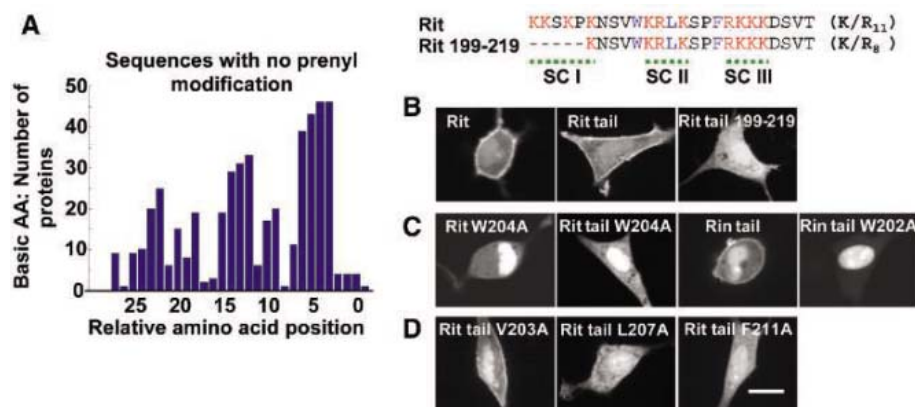 A
Sequences with no prenyl
modification
Basic AA: Number of
proteins
50
40
30
20
10
0
25 20 15 10 5 0
Relative amino acid position
Rit KKSKPKNSVWKRLKSPFRKKKDSVT (K/R11)
Rit 199-219 -----KNSVWKRLKSPFRKKKDSVT (K/R8)
SC I SC II SC III
B
Rit Rit tail Rit tail 199-219
C
Rit W204A Rit tail W204A Rin tail Rin tail W202A
D
Rit tail V203A Rit tail L207A Rit tail F211A